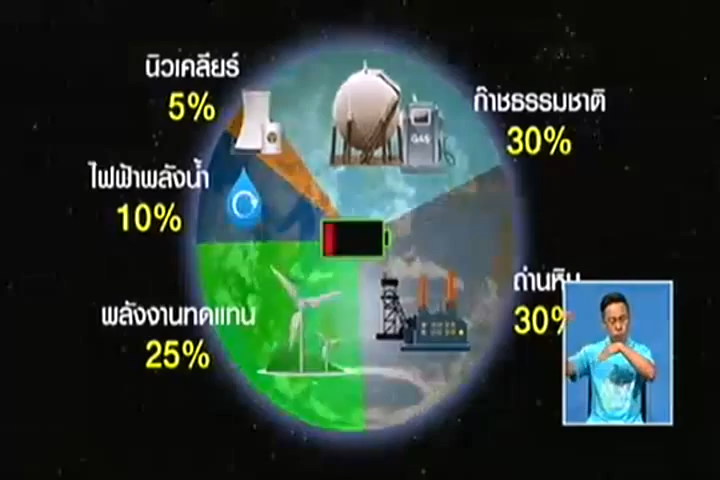 นิวเคลียร์
5%
ก๊าซธรรมชาติ
30%
GAS
ไฟฟ้าพลังน้ำ
10%
ถ่านหิน
30%
พลังงานทดแทน
25%